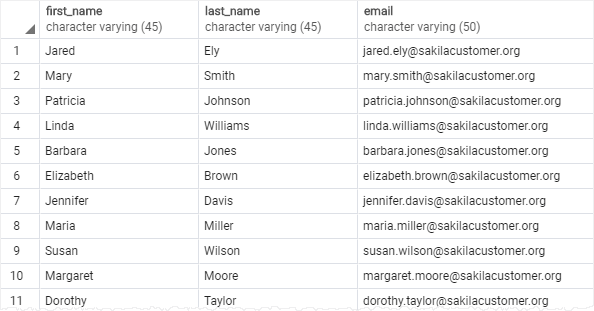 first_name last_name email
character varying (45) character varying (45) character varying (50)
1 Jared Ely jared.ely@sakilacustomer.org
2 Mary Smith mary.smith@sakilacustomer.org
3 Patricia Johnson patricia.johnson@sakilacustomer.org
4 Linda Williams linda.williams@sakilacustomer.org
5 Barbara Jones barbara.jones@sakilacustomer.org
6 Elizabeth Brown elizabeth.brown@sakilacustomer.org
7 Jennifer Davis jennifer.davis@sakilacustomer.org
8 Maria Miller maria.miller@sakilacustomer.org
9 Susan Wilson susan.wilson@sakilacustomer.org
10 Margaret Moore margaret.moore@sakilacustomer.org
11 Dorothy Taylor dorothy.taylor@sakilacustomer.org